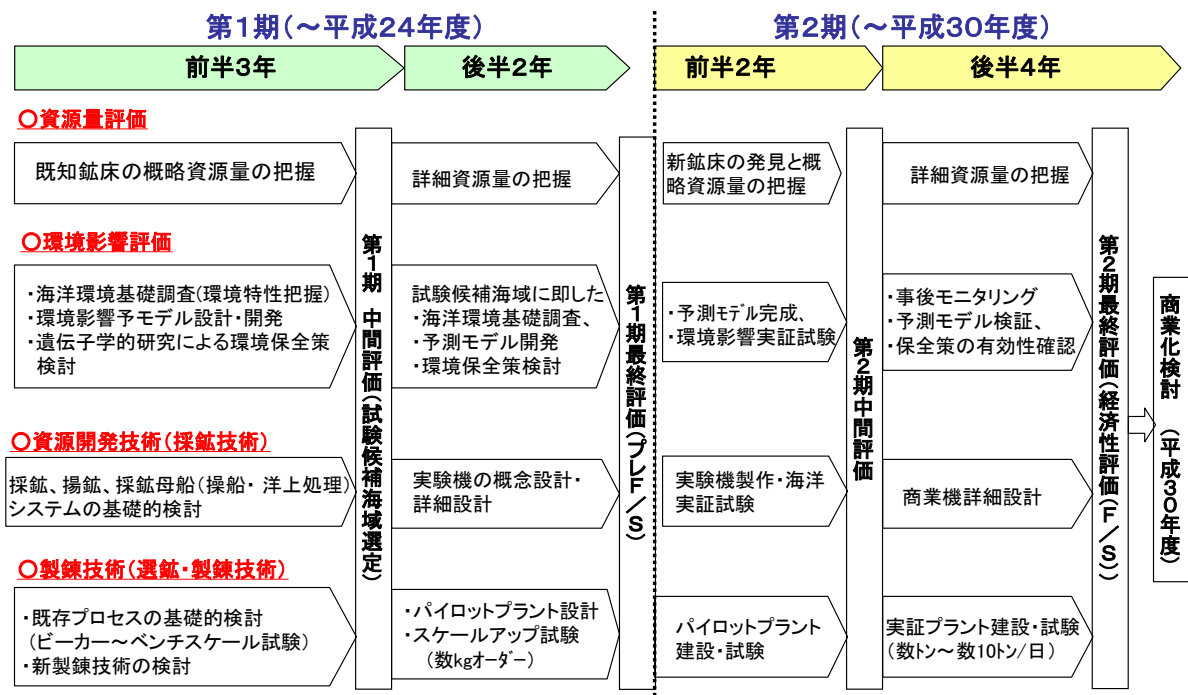 第1期(～平成24年度)
第2期(～平成30年度)
前半3年
後半2年
前半2年
後半4年
○資源量評価
既知鉱床の概略資源量の把握
詳細資源量の把握
新鉱床の発見と概
略資源量の把握
詳細資源量の把握
○環境影響評価
・海洋環境基礎調査(環境特性把握)
・環境影響予モデル設計・開発
・遺伝子学的研究による環境保全策
検討
試験候補海域に即した
・海洋環境基礎調査、
・予測モデル開発
・環境保全策検討
・予測モデル完成、
・環境影響実証試験
・事後モニタリング
・予測モデル検証、
・保全策の有効性確認
○資源開発技術(採鉱技術)
採鉱、揚鉱、採鉱母船(操船・ 洋上処理)
システムの基礎的検討
実験機の概念設計・
詳細設計
実験機製作・海洋
実証試験
商業機詳細設計
○製錬技術(選鉱・製錬技術)
・既存プロセスの基礎的検討
(ビーカー～ベンチスケール試験)
・新製錬技術の検討
・パイロットプラント設計
・スケールアップ試験
(数kgオーダー)
パイロットプラント
建設・試験
実証プラント建設・試験
(数トン～数10トン/日)
第1期 中間評価(試験候補海域選定)
第1期最終評価(プレF/S)
第2期中間評価
第2期最終評価(経済性評価(F/S))
商業化検討 (平成30年度)